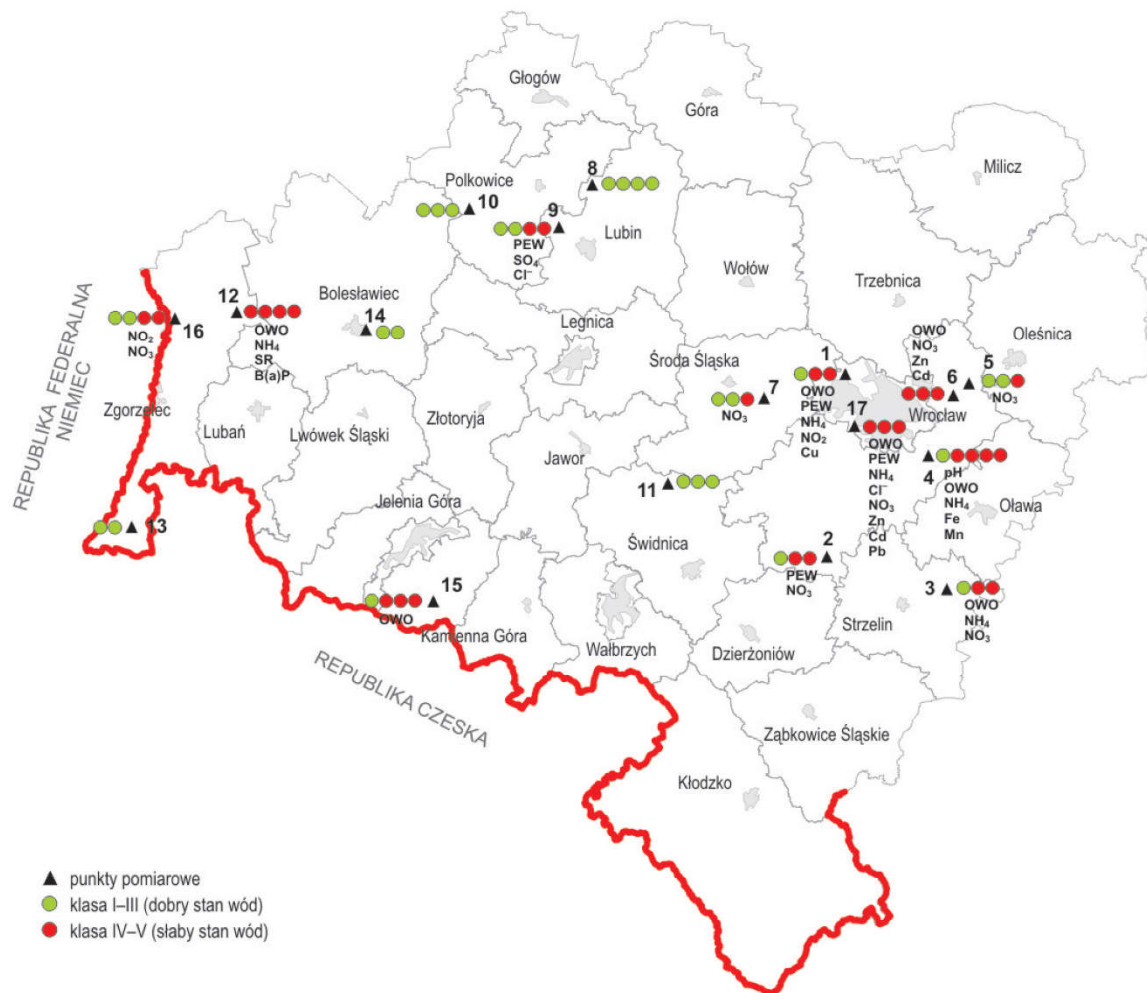 Głogów
Góra
Milicz
Polkowice
8
10
9
PEW
SO₄
Cl⁻
Lubin
Wołów
Trzebnica
REPUBLIKA FEDERALNA
NIEMIEC
12
OWO
NH₄
SR
B(a)P
Bolesławiec
14
16
NO₂
NO₃
Legnica
Oleśnica
Środa Śląska
1
OWO
PEW
NH₄
NO₂
Cu
OWO
NO₃
Zn
Cd
6
5
NO₃
7
NO₃
Zgorzelec
Lubań
Lwówek Śląski
Złotoryja
17
Wrocław
OWO
PEW
NH₄
Cl⁻
NO₃
Zn
Cd
Pb
4
pH
OWO
NH₄
Fe
Mn
Oława
Jawor
11
Jelenia Góra
13
Świdnica
2
PEW
NO₃
3
OWO
NH₄
NO₃
Strzelin
15
OWO
Kamienna Góra
Wałbrzych
Dzierżoniów
REPUBLIKA CZESKA
Ząbkowice Śląskie
Kłodzko
punkty pomiarowe
klasa I–III (dobry stan wód)
klasa IV–V (słaby stan wód)